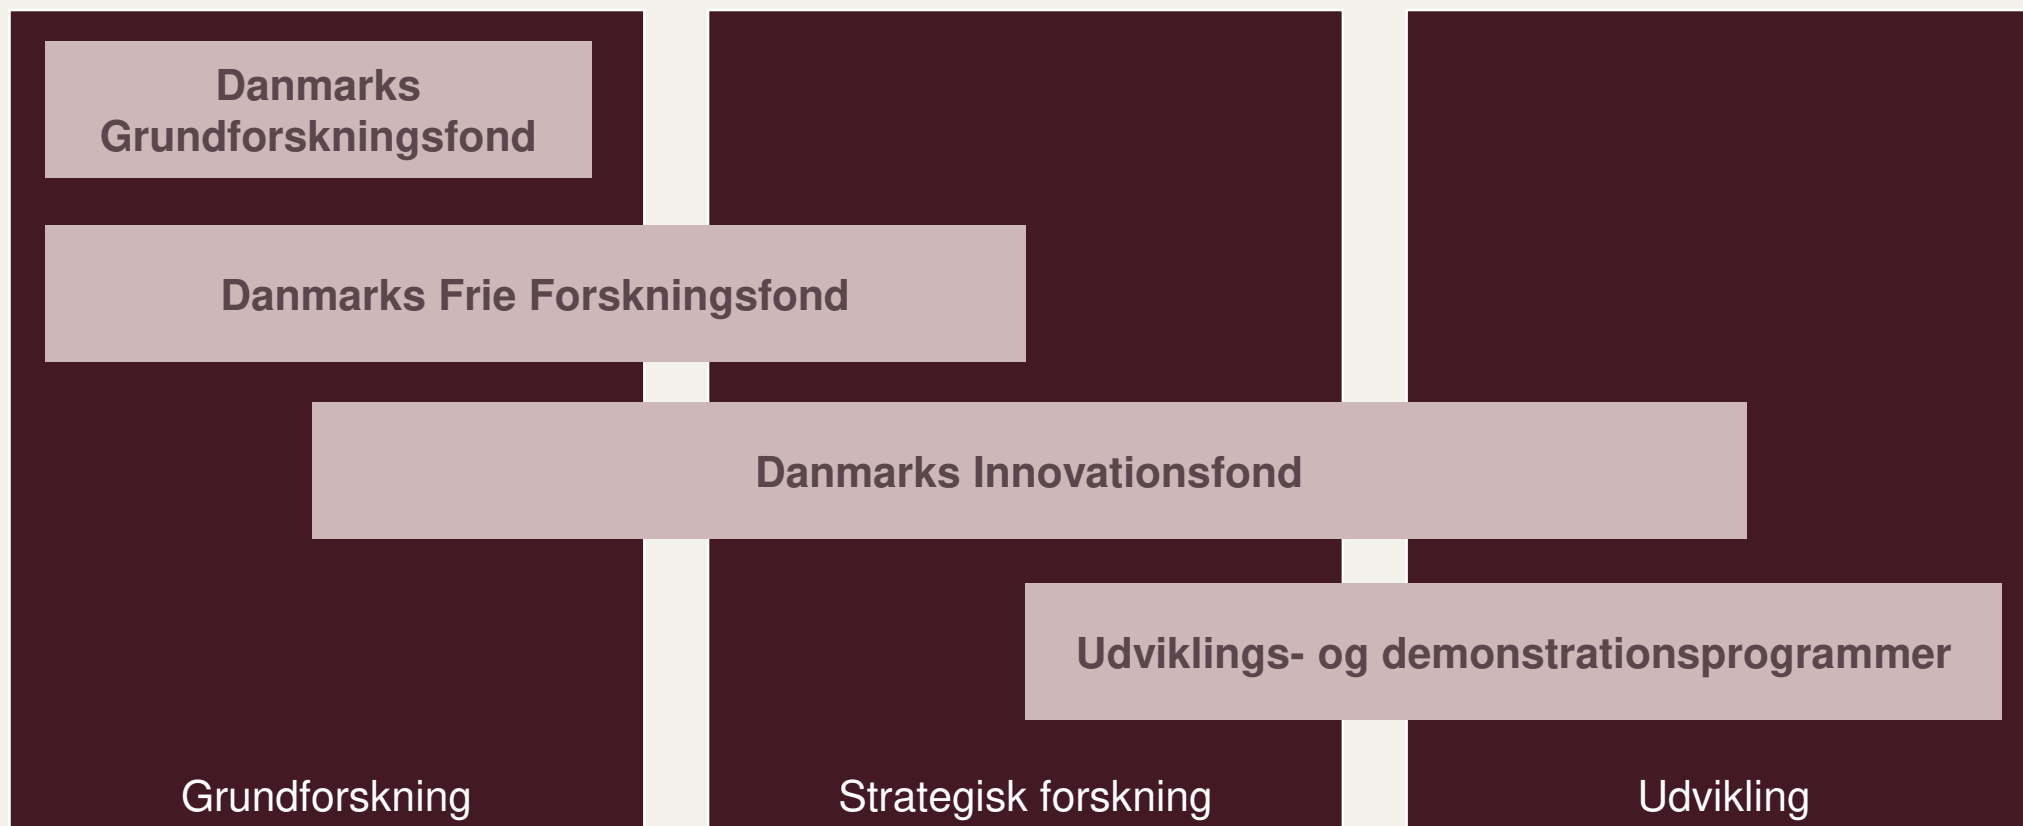 Danmarks
Grundforskningsfond
Danmarks Frie Forskningsfond
Danmarks Innovationsfond
Udviklings- og demonstrationsprogrammer
Grundforskning
Strategisk forskning
Udvikling